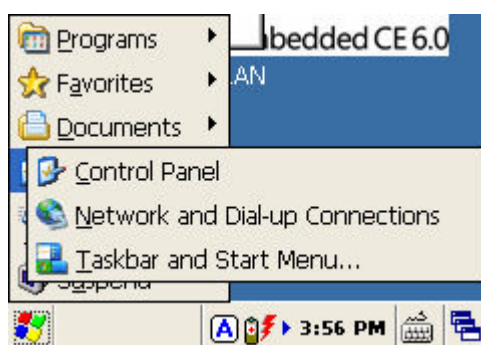 Programs
bedded CE 6.0
Favorites
LAN
Documents
Control Panel
Network and Dial-up Connections
Taskbar and Start Menu...
Suspend
A
3:56 PM